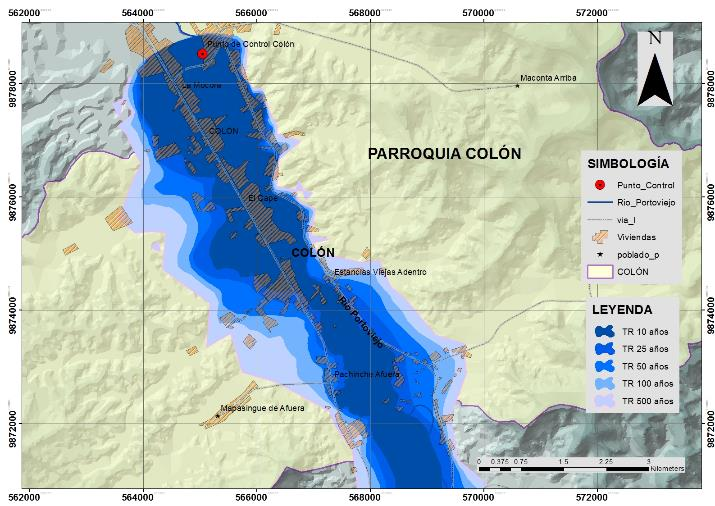 562000 564000 566000 568000 570000 572000
9878000
9876000
9874000
9872000
9878000
9876000
9874000
9872000
Punto de Control Colón
La Mocora
COLON
Maconta Arriba
PARROQUIA COLÓN
El Cape
COLÓN
Estancias Viejas Adentro
Rio Portoviejo
Pachinche Afuera
Mapasingue de Afuera
N
SIMBOLOGÍA
Punto_Control
Rio_Portoviejo
via_l
Viviendas
poblado_p
COLÓN
LEYENDA
TR 10 años
TR 25 años
TR 50 años
TR 100 años
TR 500 años
0 0.375 0.75 1.5 2.25 3
Kilometers
562000 564000 566000 568000 570000 572000